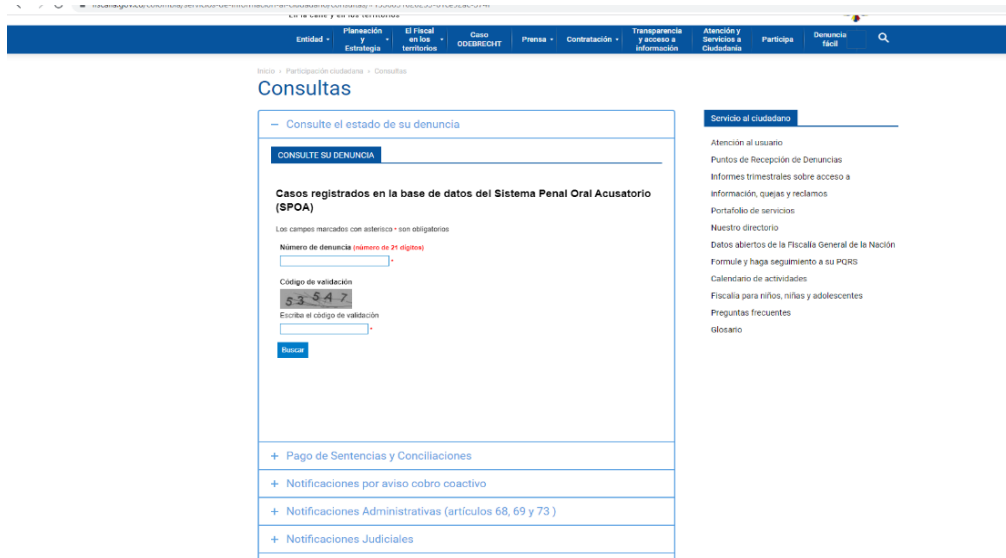 En la calle y en los territorios
Entidad
Planeación y Estrategia
El Fiscal en los territorios
Caso ODEBRECHT
Prensa
Contratación
Transparencia y acceso a información
Atención y Servicios a Ciudadanía
Participa
Denuncia fácil
Inicio > Participación ciudadana > Consultas
Consultas
− Consulte el estado de su denuncia
CONSULTE SU DENUNCIA
Casos registrados en la base de datos del Sistema Penal Oral Acusatorio
(SPOA)
Los campos marcados con asterisco * son obligatorios
Número de denuncia (número de 21 dígitos)
*
Código de validación
53547
Escriba el código de validación
*
Buscar
+ Pago de Sentencias y Conciliaciones
+ Notificaciones por aviso cobro coactivo
+ Notificaciones Administrativas (artículos 68, 69 y 73 )
+ Notificaciones Judiciales
Servicio al ciudadano
Atención al usuario
Puntos de Recepción de Denuncias
Informes trimestrales sobre acceso a
información, quejas y reclamos
Portafolio de servicios
Nuestro directorio
Datos abiertos de la Fiscalía General de la Nación
Formule y haga seguimiento a su PQRS
Calendario de actividades
Fiscalía para niños, niñas y adolescentes
Preguntas frecuentes
Glosario